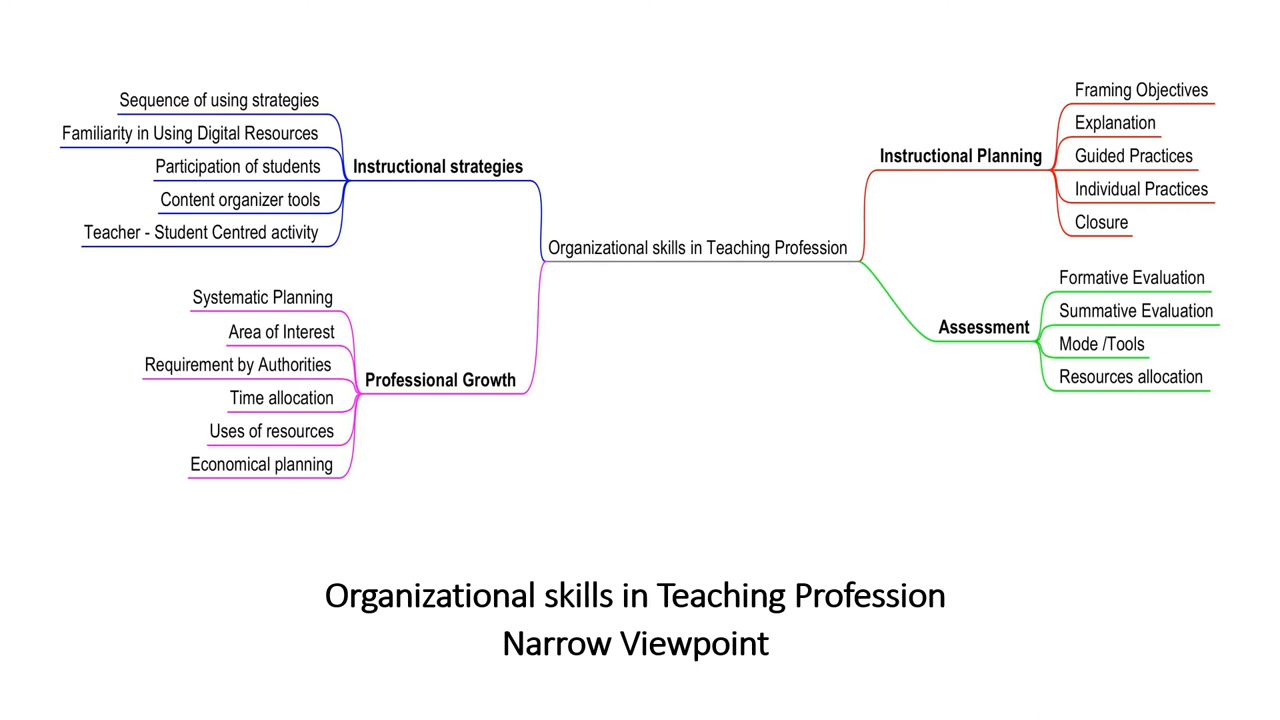 Sequence of using strategies
Familiarity in Using Digital Resources
Participation of students
Content organizer tools
Teacher - Student Centred activity
Instructional strategies
Systematic Planning
Area of Interest
Requirement by Authorities
Time allocation
Uses of resources
Economical planning
Professional Growth
Organizational skills in Teaching Profession
Instructional Planning
Framing Objectives
Explanation
Guided Practices
Individual Practices
Closure
Assessment
Formative Evaluation
Summative Evaluation
Mode /Tools
Resources allocation
Organizational skills in Teaching Profession
Narrow Viewpoint